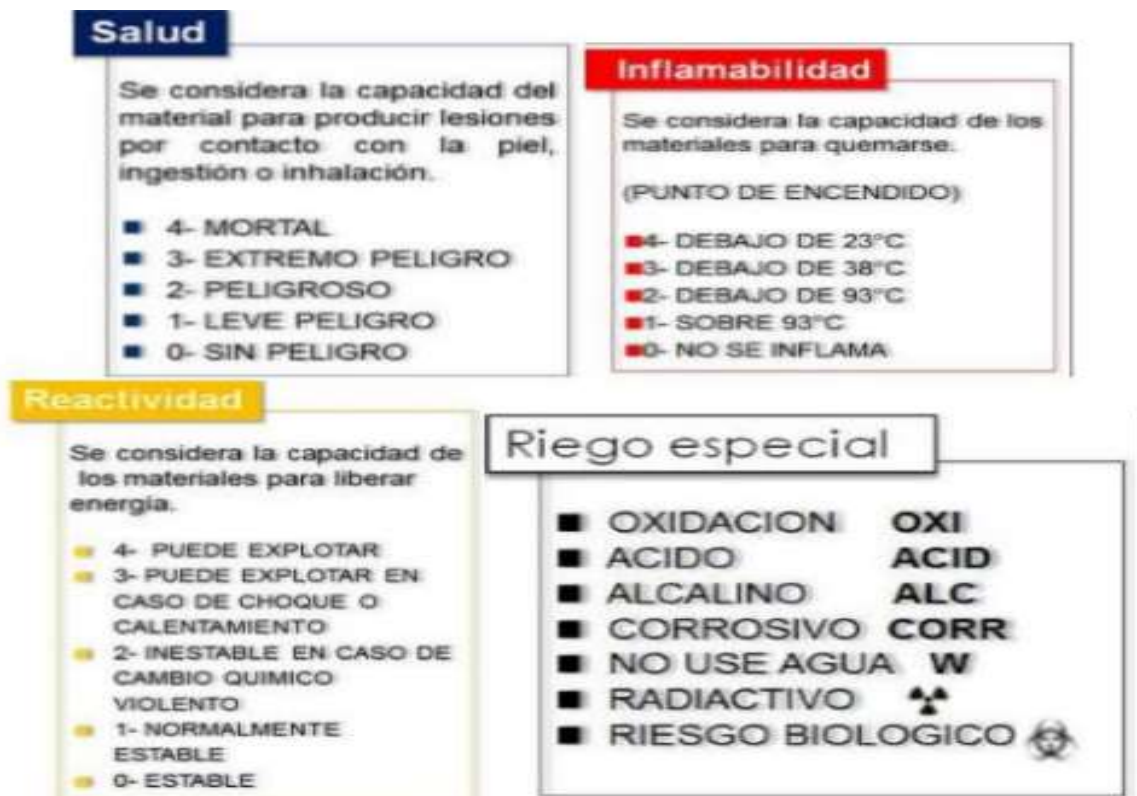 Salud
Se considera la capacidad del
material para producir lesiones
por contacto con la piel,
ingestión o inhalación.
4- MORTAL
3- EXTREMO PELIGRO
2- PELIGROSO
1- LEVE PELIGRO
0- SIN PELIGRO
Inflamabilidad
Se considera la capacidad de los
materiales para quemarse.
(PUNTO DE ENCENDIDO)
4- DEBAJO DE 23°C
3- DEBAJO DE 38°C
2- DEBAJO DE 93°C
1- SOBRE 93°C
0- NO SE INFLAMA
Reactividad
Se considera la capacidad de
los materiales para liberar
energía.
4- PUEDE EXPLOTAR
3- PUEDE EXPLOTAR EN
CASO DE CHOQUE O
CALENTAMIENTO
2- INESTABLE EN CASO DE
CAMBIO QUIMICO
VIOLENTO
1- NORMALMENTE
ESTABLE
0- ESTABLE
Riego especial
OXIDACION OXI
ACIDO ACID
ALCALINO ALC
CORROSIVO CORR
NO USE AGUA W
RADIACTIVO
RIESGO BIOLOGICO